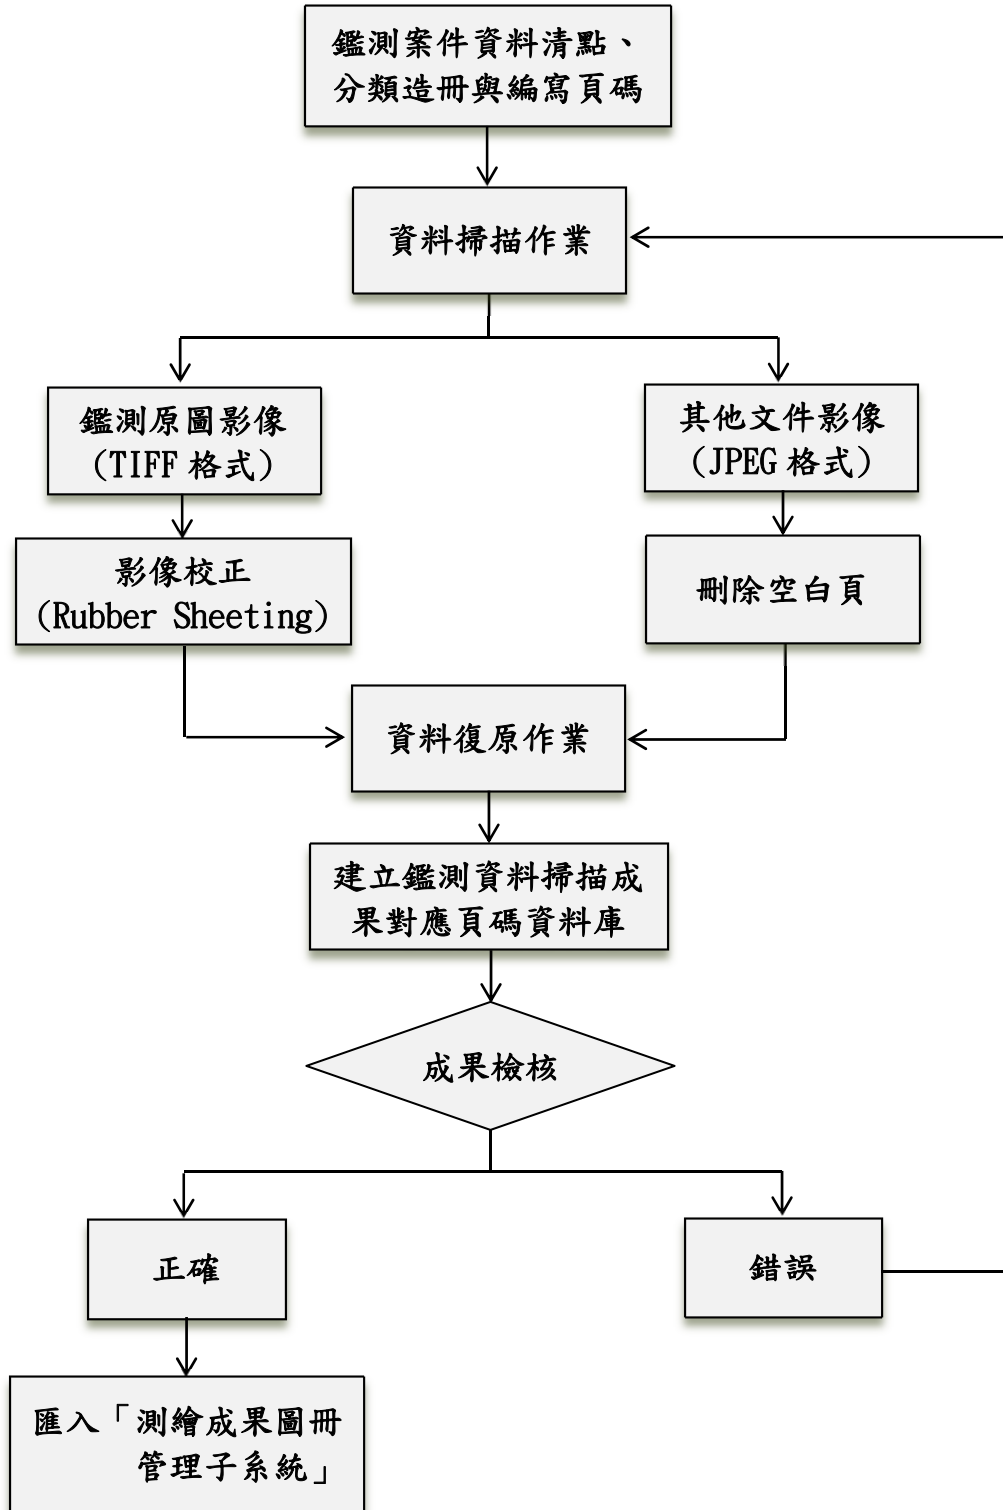 鑑測案件資料清點、
分類造冊與編寫頁碼
資料掃描作業
鑑測原圖影像
(TIFF 格式)
其他文件影像
(JPEG 格式)
影像校正
(Rubber Sheeting)
刪除空白頁
資料復原作業
建立鑑測資料掃描成
果對應頁碼資料庫
成果檢核
正確
錯誤
匯入「測繪成果圖冊
管理子系統」